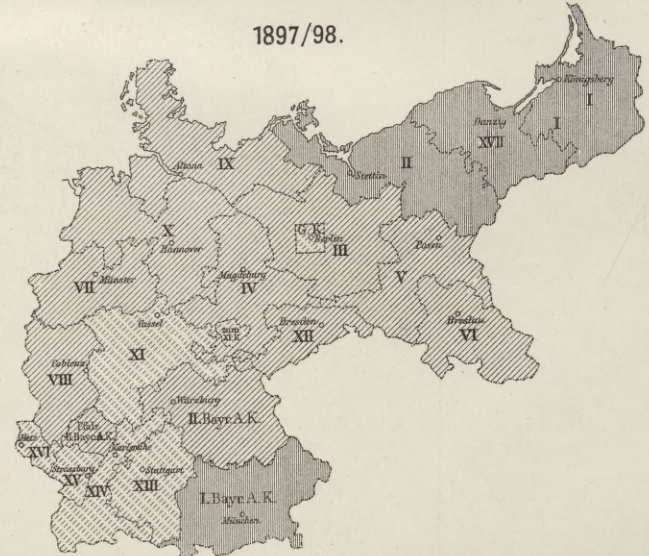 1897/98.
Königsberg
I
I
Danzig
XVII
II
Stettin
IX
Altona
G.K.
Berlin
III
X
Hannover
Posen
V
Magdeburg
IV
VII
Münster
Cassel
zum
XI.K.
Dresden
XII
Breslau
VI
XI
Coblenz
VIII
Würzburg
II.Bayr.A.K.
Pfalz
II.Bayr.A.K.
Metz
XVI
Karlsruhe
Strassburg
XV
XIV
Stuttgart
XIII
I.Bayr.A.K.
München